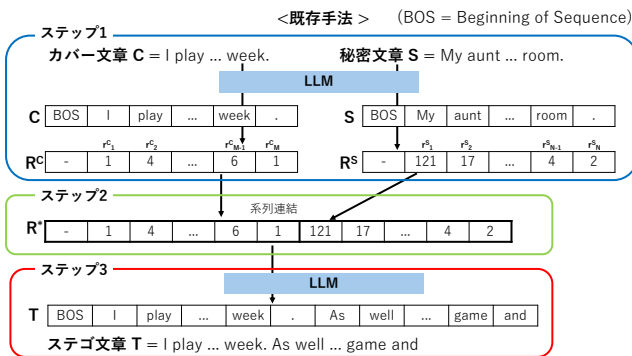 <既存手法 > (BOS = Beginning of Sequence)
ステップ1
カバー文章 C = I play ... week. 秘密文章 S = My aunt ... room.
LLM
C BOS I play ... week . S BOS My aunt ... room .
r^C_1 r^C_2 r^C_{M-1} r^C_M r^S_1 r^S_2 r^S_{N-1} r^S_N
R^C - 1 4 ... 6 1 R^S - 121 17 ... 4 2
ステップ2
系列連結
R* - 1 4 ... 6 1 121 17 ... 4 2
ステップ3
LLM
T BOS I play ... week . As well ... game and
ステゴ文章 T = I play ... week. As well ... game and